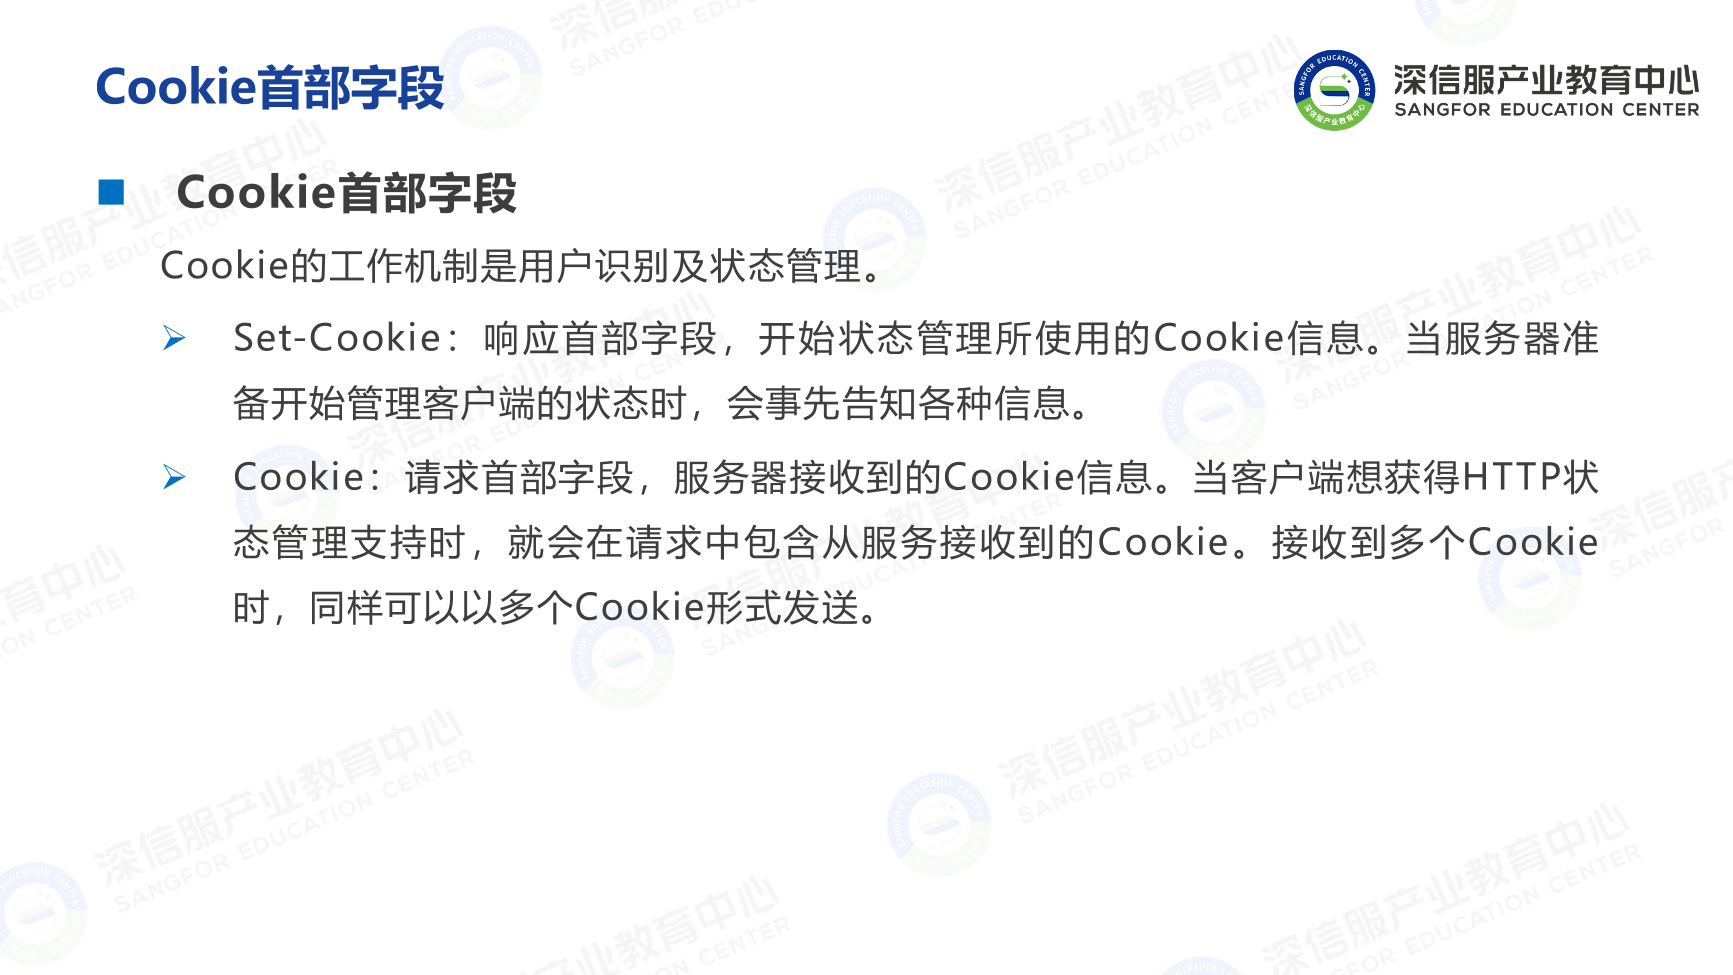 Cookie首部字段
深信服产业教育中心
SANGFOR EDUCATION CENTER
Cookie首部字段
Cookie的工作机制是用户识别及状态管理。
Set-Cookie：响应首部字段，开始状态管理所使用的Cookie信息。当服务器准
备开始管理客户端的状态时，会事先告知各种信息。
Cookie：请求首部字段，服务器接收到的Cookie信息。当客户端想获得HTTP状
态管理支持时，就会在请求中包含从服务接收到的Cookie。接收到多个Cookie
时，同样可以以多个Cookie形式发送。